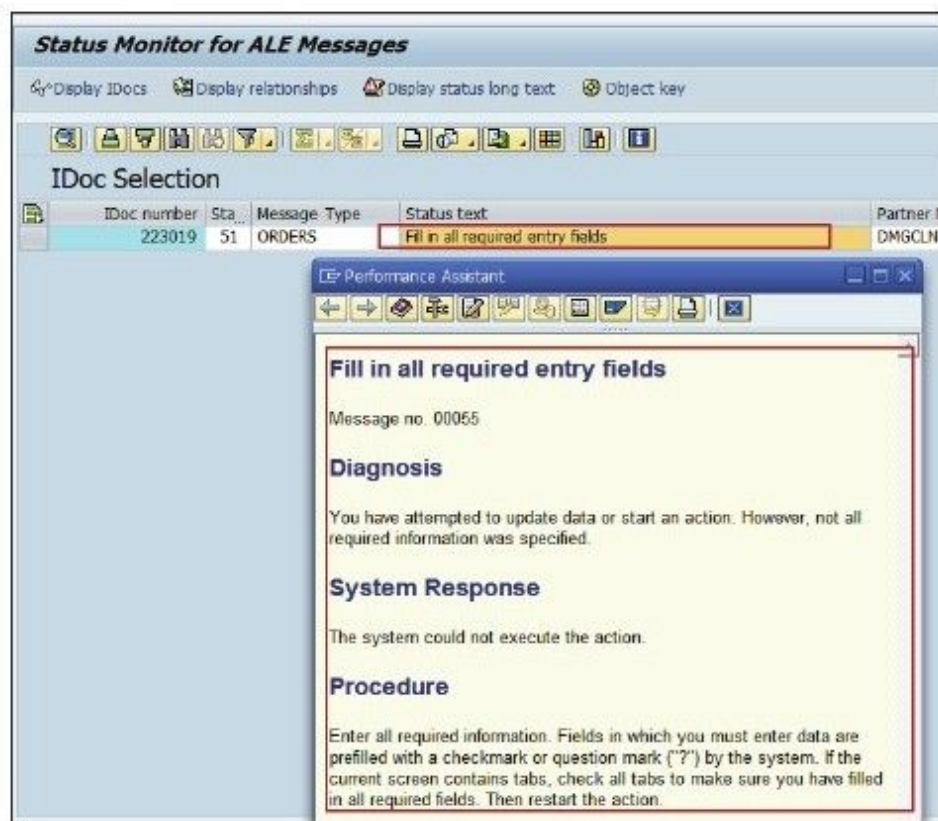 Status Monitor for ALE Messages
Display IDocs Display relationships Display status long text Object key
IDoc Selection
IDoc number Sta... Message Type Status text Partner
223019 51 ORDERS Fill in all required entry fields DMGCLN
Performance Assistant
Fill in all required entry fields
Message no. 00055
Diagnosis
You have attempted to update data or start an action. However, not all
required information was specified.
System Response
The system could not execute the action.
Procedure
Enter all required information. Fields in which you must enter data are
prefilled with a checkmark or question mark ("?") by the system. If the
current screen contains tabs, check all tabs to make sure you have filled
in all required fields. Then restart the action.